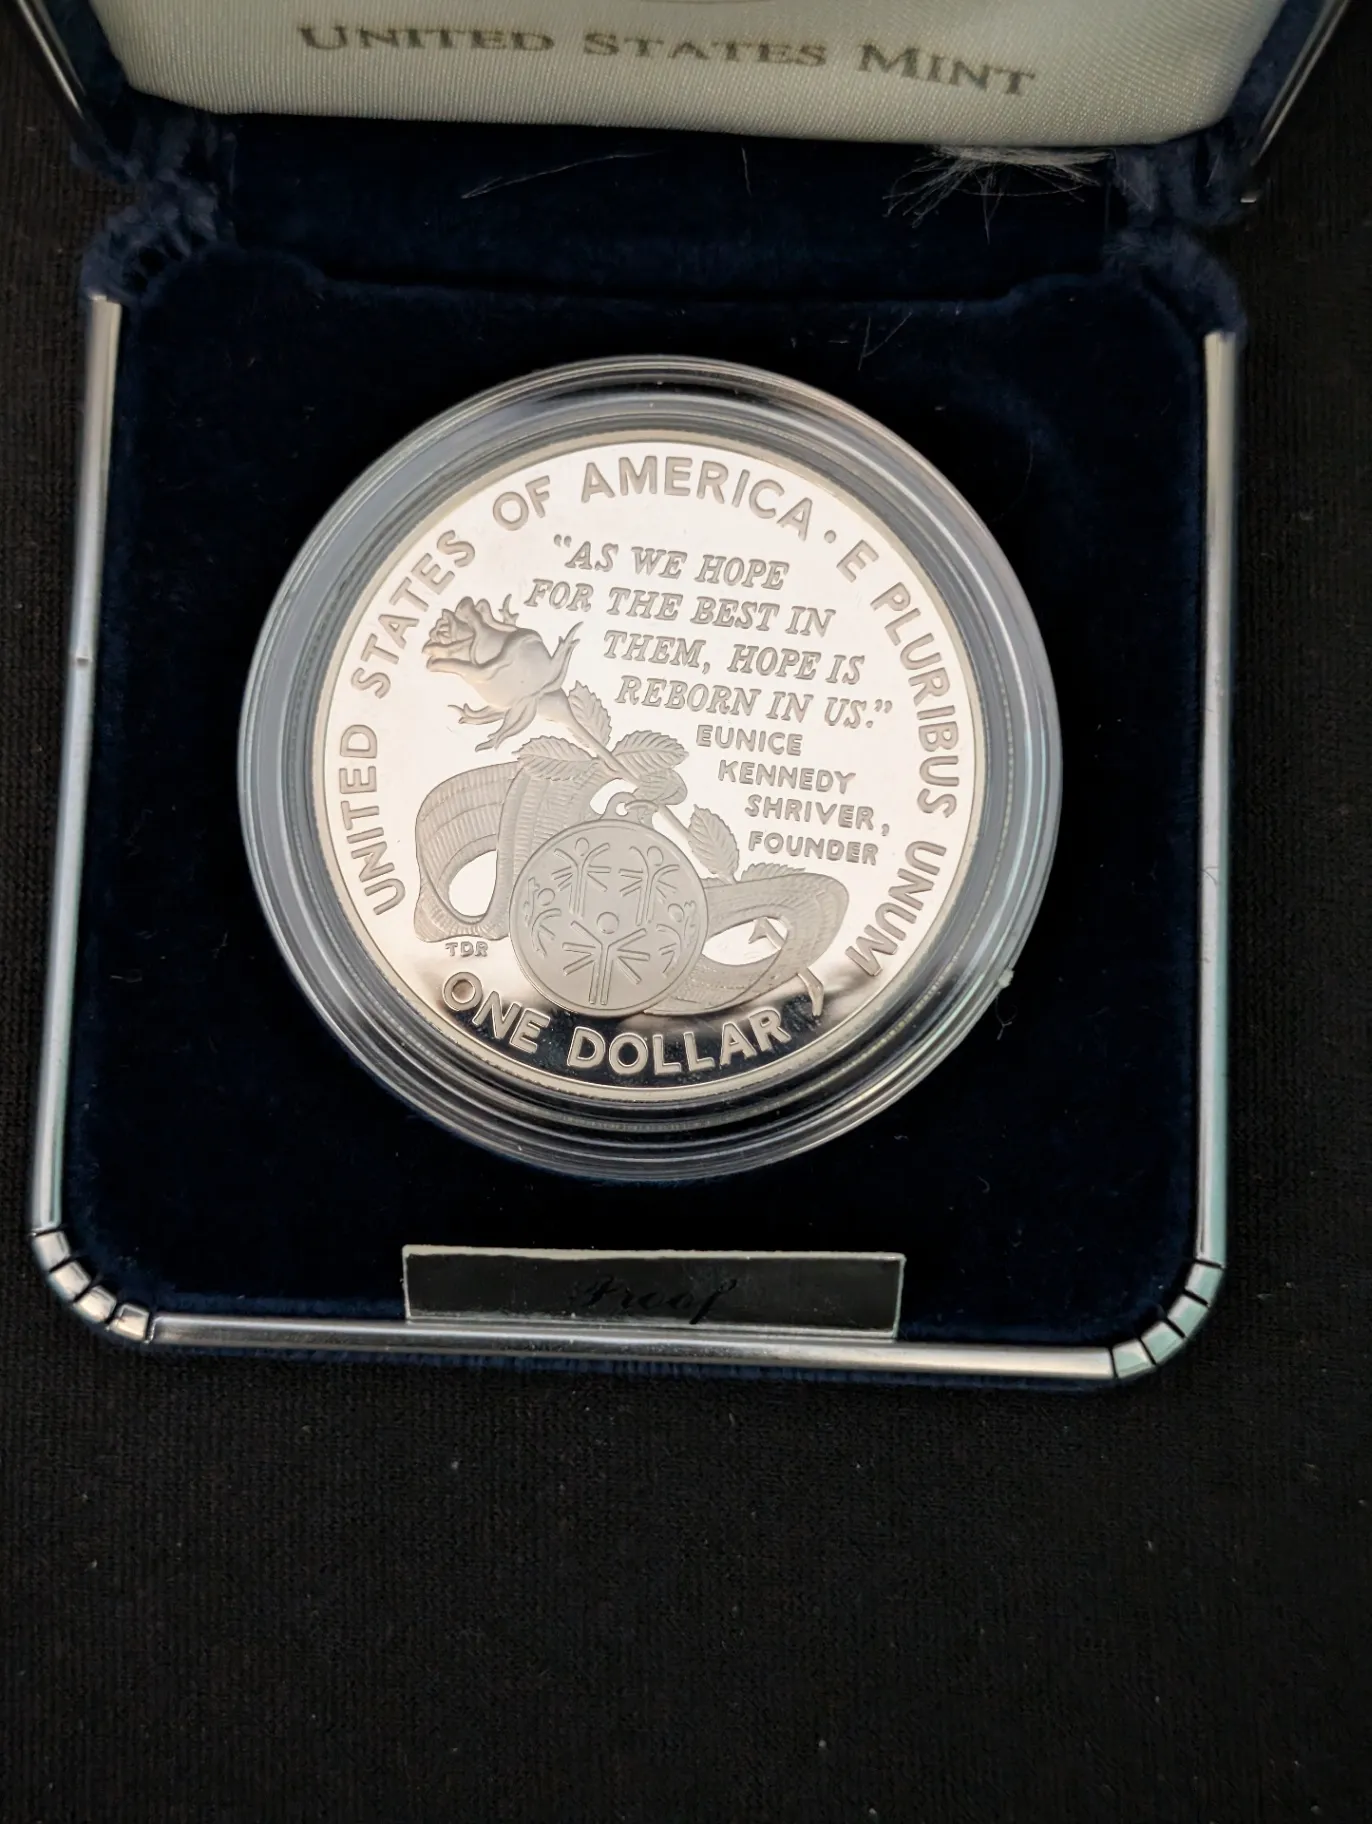 UNITED STATES MINT
UNITED STATES OF AMERICA · E PLURIBUS UNUM
"AS WE HOPE
FOR THE BEST IN
THEM, HOPE IS
REBORN IN US."
EUNICE
KENNEDY
SHRIVER,
FOUNDER
TDR
ONE DOLLAR
Proof